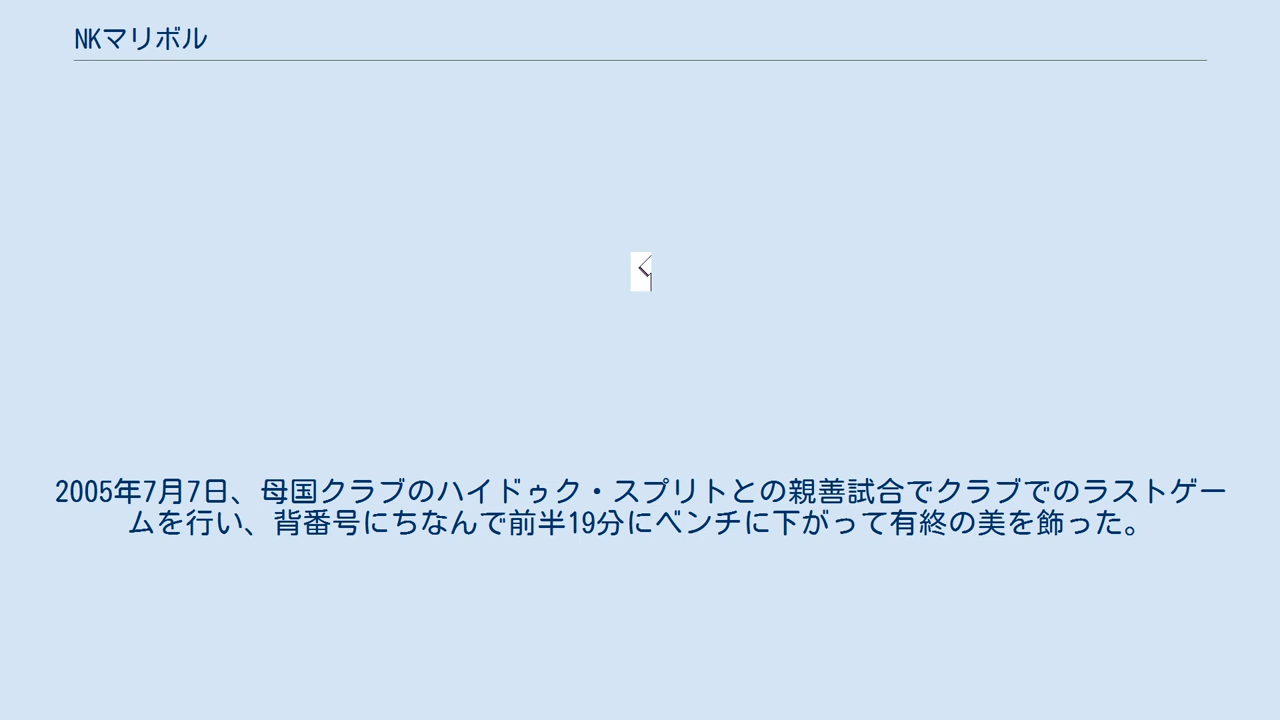 NKマリボル
2005年7月7日、母国クラブのハイドゥク・スプリトとの親善試合でクラブでのラストゲー
ムを行い、背番号にちなんで前半19分にベンチに下がって有終の美を飾った。